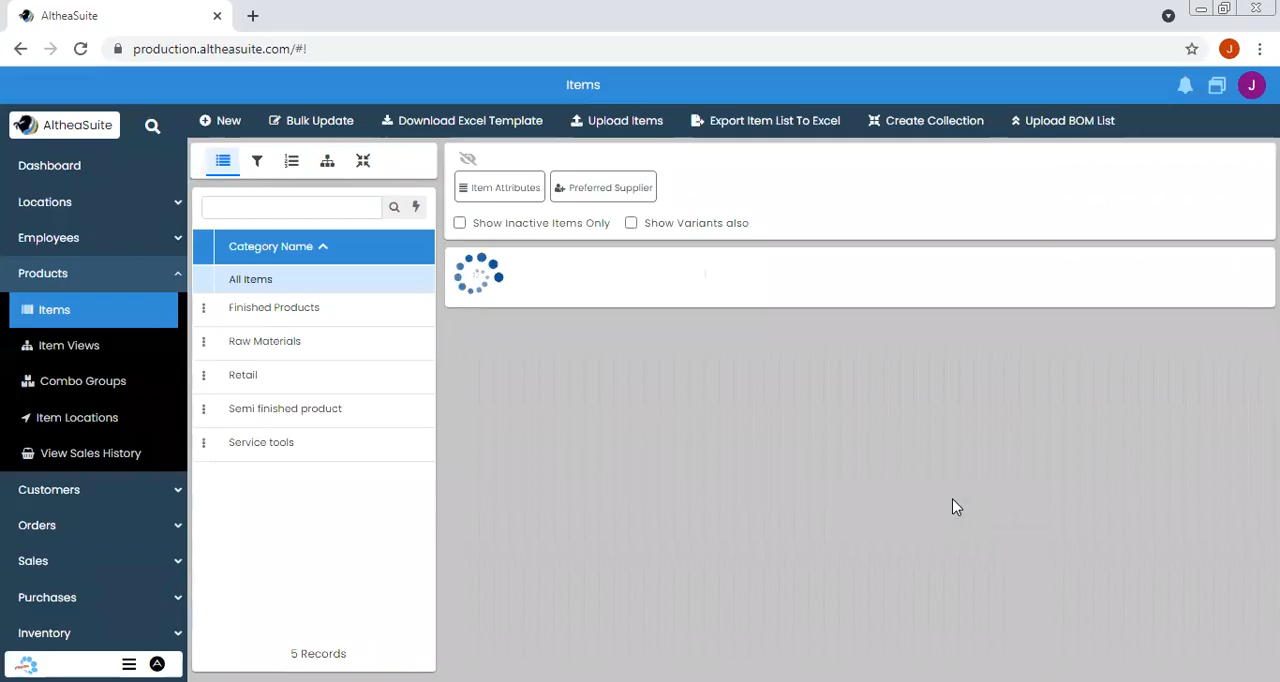 AltheaSuite
production.altheasuite.com/#!
J
Items
J
AltheaSuite
New
Bulk Update
Download Excel Template
Upload Items
Export Item List To Excel
Create Collection
Upload BOM List
Dashboard
Locations
Employees
Products
Items
Item Views
Combo Groups
Item Locations
View Sales History
Customers
Orders
Sales
Purchases
Inventory
A
Category Name
All Items
Finished Products
Raw Materials
Retail
Semi finished product
Service tools
5 Records
Item Attributes
Preferred Supplier
Show Inactive Items Only
Show Variants also